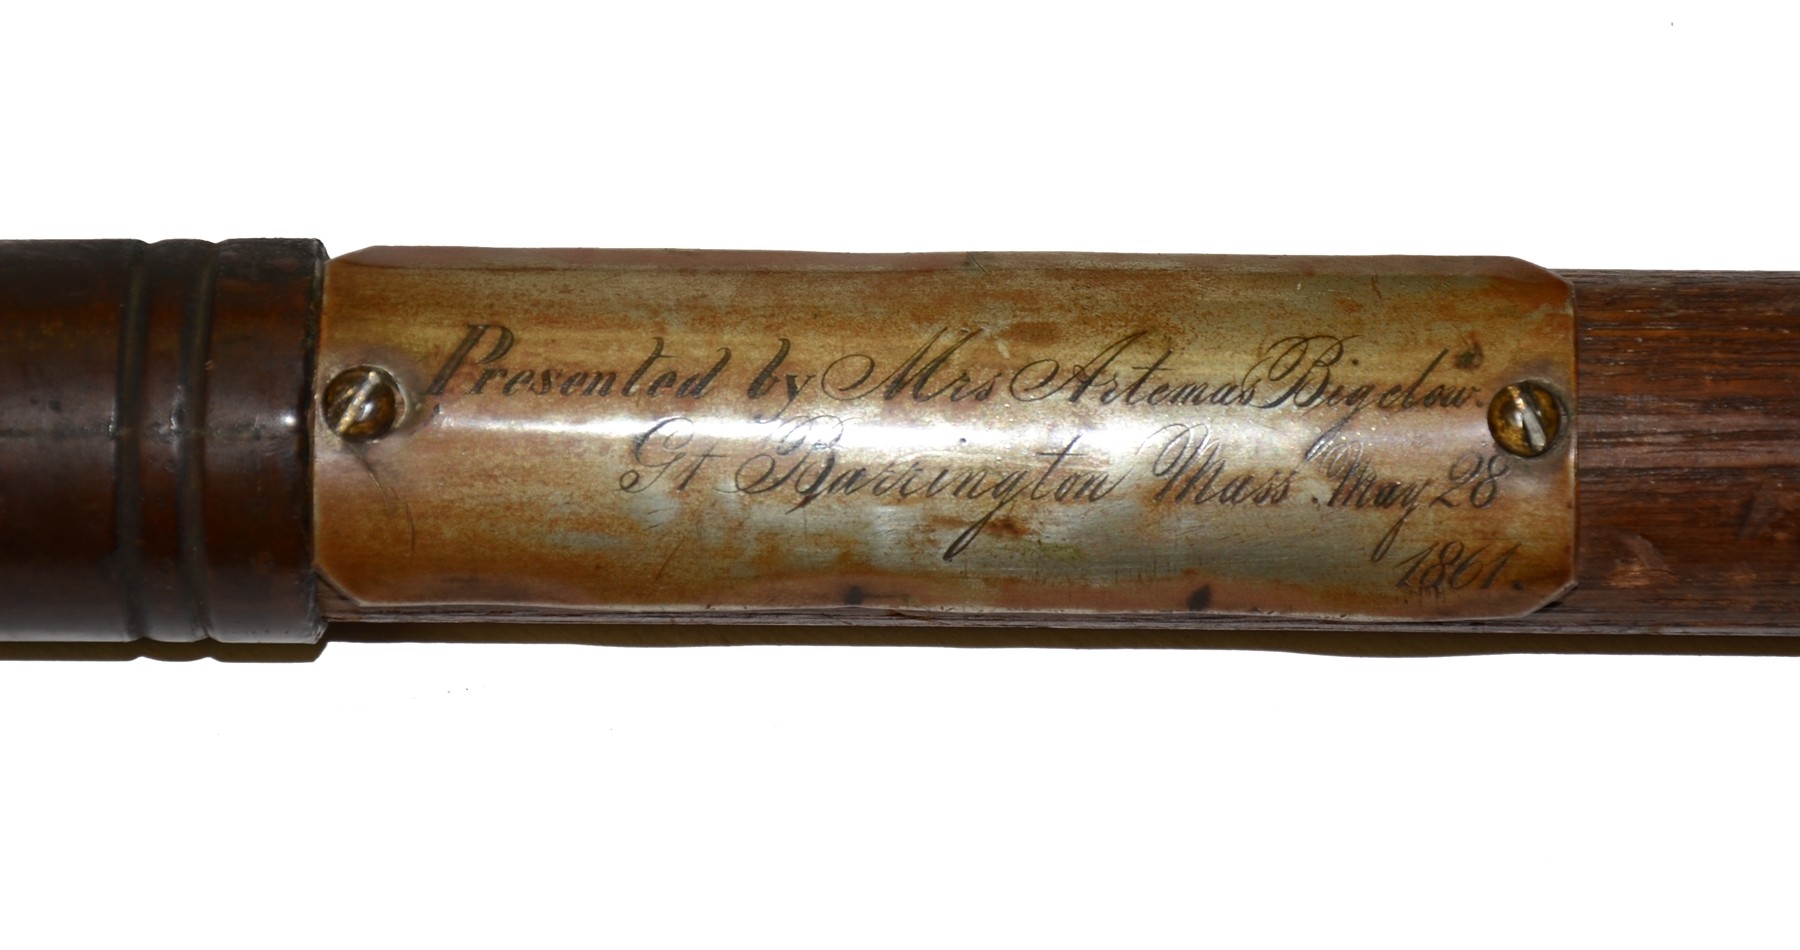 Presented by Mrs Artemas Bigelow.
Gt Barrington Mass. May 28
1861.